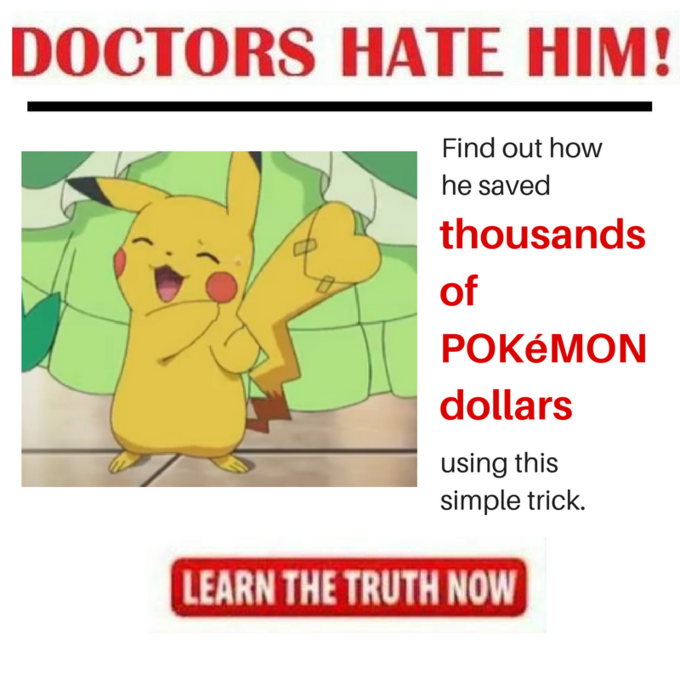 DOCTORS HATE HIM!
Find out how
he saved
thousands
of
POKéMON
dollars
using this
simple trick.
LEARN THE TRUTH NOW